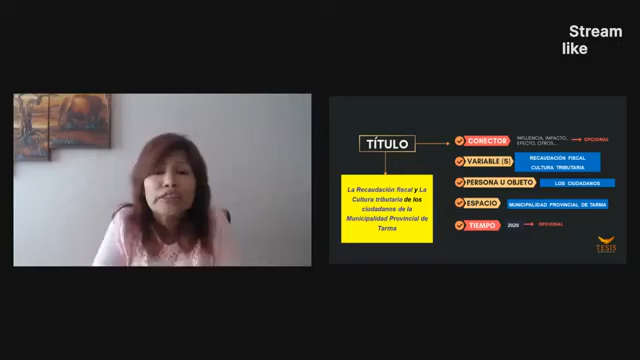 Stream
like
TÍTULO
La Recaudación fiscal y La
Cultura tributaria de los
ciudadanos de la
Municipalidad Provincial de
Tarma
CONECTOR
INFLUENCIA, IMPACTO,
EFECTO, OTROS...
OPCIONAL
VARIABLE (S)
RECAUDACIÓN FISCAL
CULTURA TRIBUTARIA
PERSONA U OBJETO
LOS CIUDADANOS
ESPACIO
MUNICIPALIDAD PROVINCIAL DE TARMA
TIEMPO
2020
OPCIONAL
TESIS